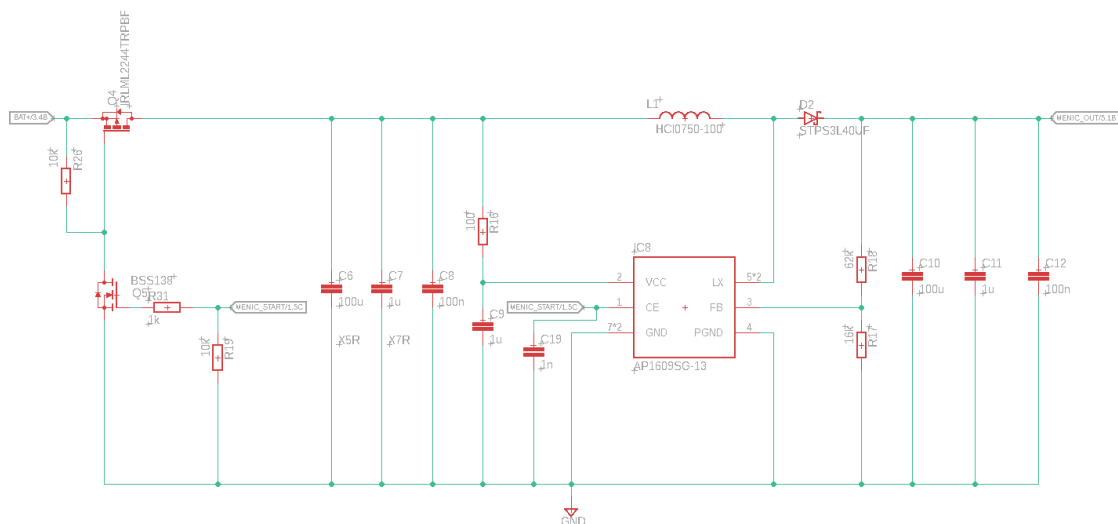 IRLML2244TRPBF
Q4
BAT+/3.4B
L1
HCI0750-100
D2
STPS3L40UF
MENIC_OUT/5.1B
10k
R26
100
R16
BSS138
Q5
R31
1k
MENIC_START/1.5C
10k
R19
C6
100u
X5R
C7
1u
X7R
C8
100n
C9
1u
MENIC_START/1.5C
C19
1n
IC8
2
VCC
LX
5*2
1
CE
FB
3
7*2
GND
PGND
4
AP1609SG-13
62k
R18
16k
R17
C10
100u
C11
1u
C12
100n
GND